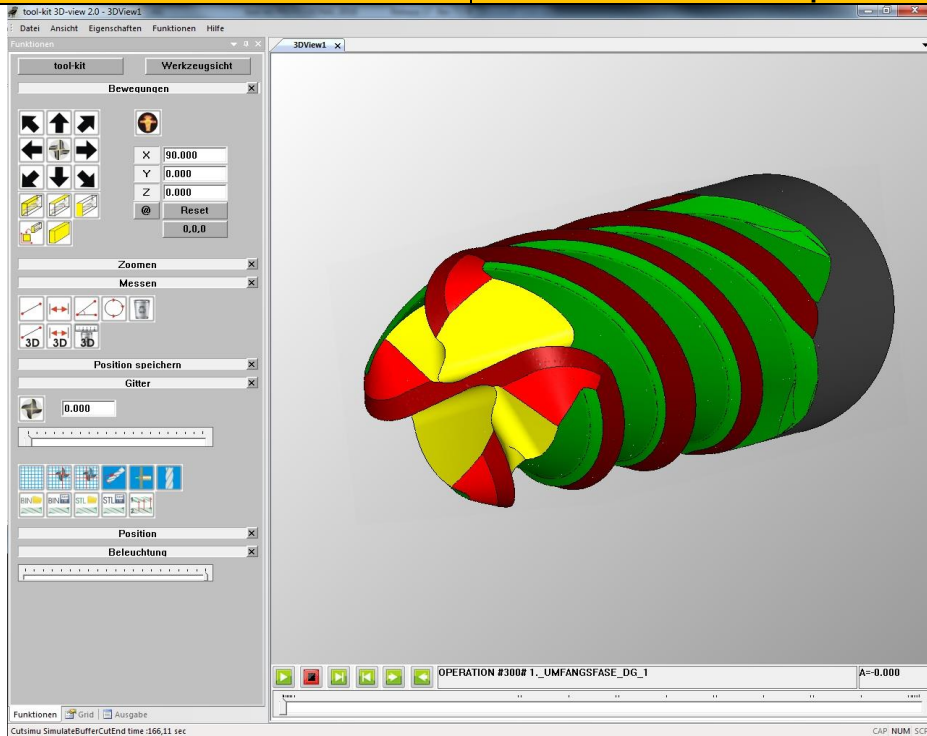 tool-kit 3D-view 2.0 - 3DView1
Datei Ansicht Eigenschaften Funktionen Hilfe
Funktionen
3DView1 x
tool-kit Werkzeugsicht
Bewegungen
X 90.000
Y 0.000
Z 0.000
@ Reset
0,0,0
Zoomen
Messen
3D 3D 3D
Position speichern
Gitter
0.000
BIN BIN STL STL
Position
Beleuchtung
OPERATION #300# 1._UMFANGSFASE_DG_1 A=-0.000
Funktionen Grid Ausgabe
Cutsimu SimulateBufferCutEnd time :166,11 sec CAP NUM SCF